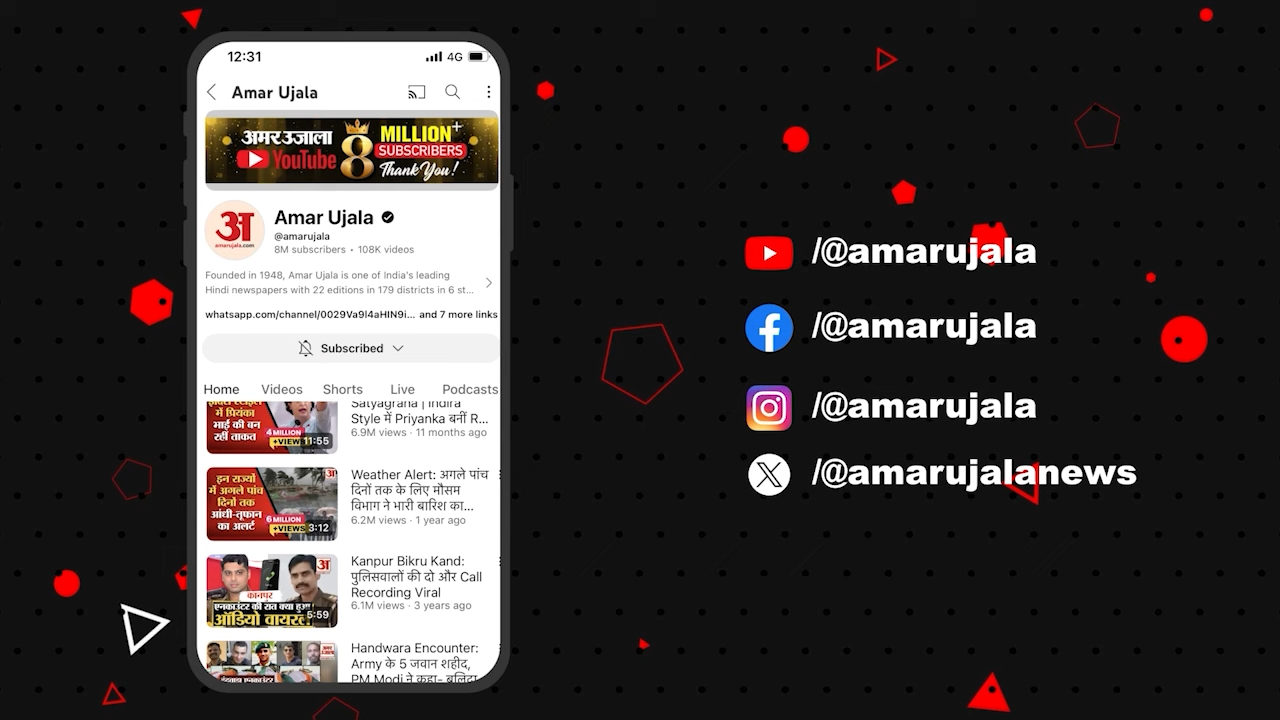 12:31
4G
Amar Ujala
अमर उजाला
YouTube
8
MILLION+
SUBSCRIBERS
Thank You!
अ
amarujala.com
Amar Ujala
@amarujala
8M subscribers • 108K videos
Founded in 1948, Amar Ujala is one of India's leading
Hindi newspapers with 22 editions in 179 districts in 6 st...
whatsapp.com/channel/0029Va9I4aHIN9i... and 7 more links
Subscribed
Home Videos Shorts Live Podcasts
में प्रियंका
भाई की बन
रहीं ताकत
4 MILLION
+VIEWS
11:55
Satyagraha | Indira
Style में Priyanka बनीं R...
6.9M views · 11 months ago
इन राज्यों
में अगले पांच
दिनों तक
आंधी-तूफान
का अलर्ट
अ
6 MILLION
+VIEWS
3:12
Weather Alert: अगले पांच
दिनों तक के लिए मौसम
विभाग ने भारी बारिश का...
6.2M views · 1 year ago
अ
कानपुर
एनकाउंटर की रात क्या हुआ
ऑडियो वायरल
5:59
Kanpur Bikru Kand:
पुलिसवालों की दो और Call
Recording Viral
6.1M views · 3 years ago
Handwara Encounter:
Army के 5 जवान शहीद,
PM Modi ने कहा- बलिदा
/@amarujala
/@amarujala
/@amarujala
/@amarujalanews